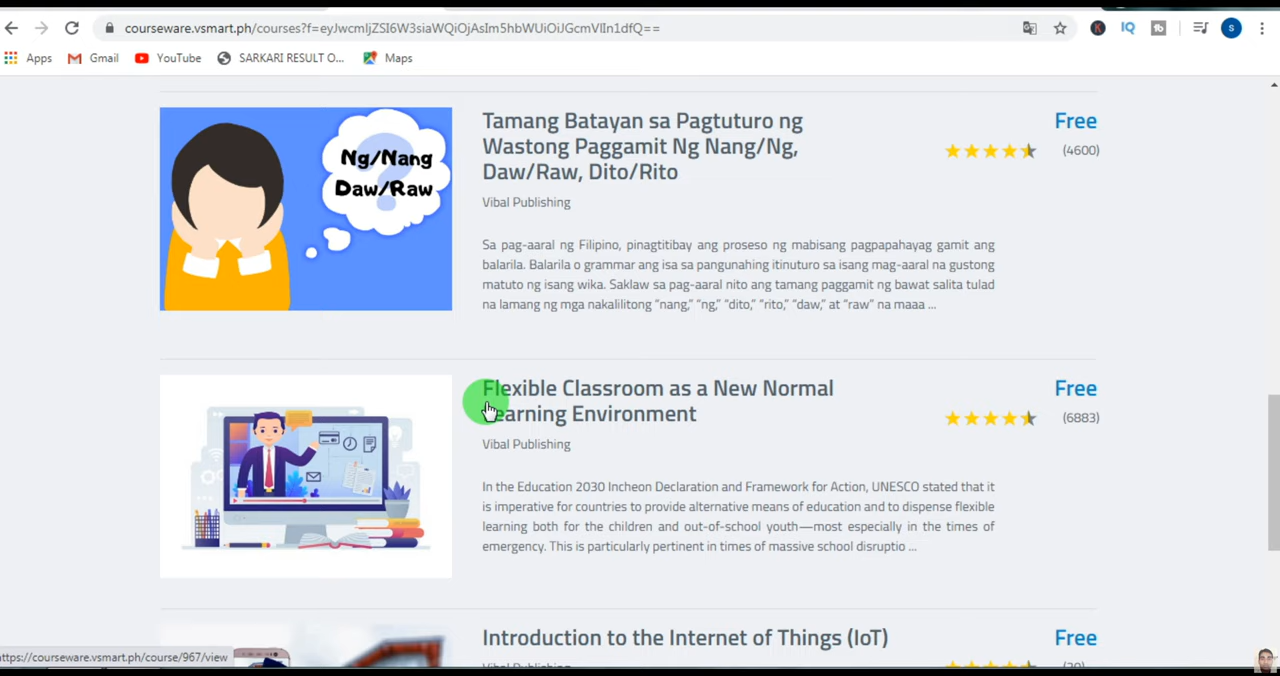 courseware.vsmart.ph/courses?f=eyJwcmljZSI6W3siaWQiOjAsIm5hbWUiOiJGcmVlIn1dfQ==
Apps Gmail YouTube SARKARI RESULT O... Maps
Ng/Nang
Daw/Raw
?
Tamang Batayan sa Pagtuturo ng
Wastong Paggamit Ng Nang/Ng,
Daw/Raw, Dito/Rito
Free
(4600)
Vibal Publishing
Sa pag-aaral ng Filipino, pinagtitibay ang proseso ng mabisang pagpapahayag gamit ang
balarila. Balarila o grammar ang isa sa pangunahing itinuturo sa isang mag-aaral na gustong
matuto ng isang wika. Saklaw sa pag-aaral nito ang tamang paggamit ng bawat salita tulad
na lamang ng mga nakalilitong “nang,” “ng,” “dito,” “rito,” “daw,” at “raw” na maaa ...
Flexible Classroom as a New Normal
Learning Environment
Free
(6883)
Vibal Publishing
In the Education 2030 Incheon Declaration and Framework for Action, UNESCO stated that it
is imperative for countries to provide alternative means of education and to dispense flexible
learning both for the children and out-of-school youth—most especially in the times of
emergency. This is particularly pertinent in times of massive school disruptio ...
Introduction to the Internet of Things (IoT)
Free
Vibal Publishing
https://courseware.vsmart.ph/course/967/view